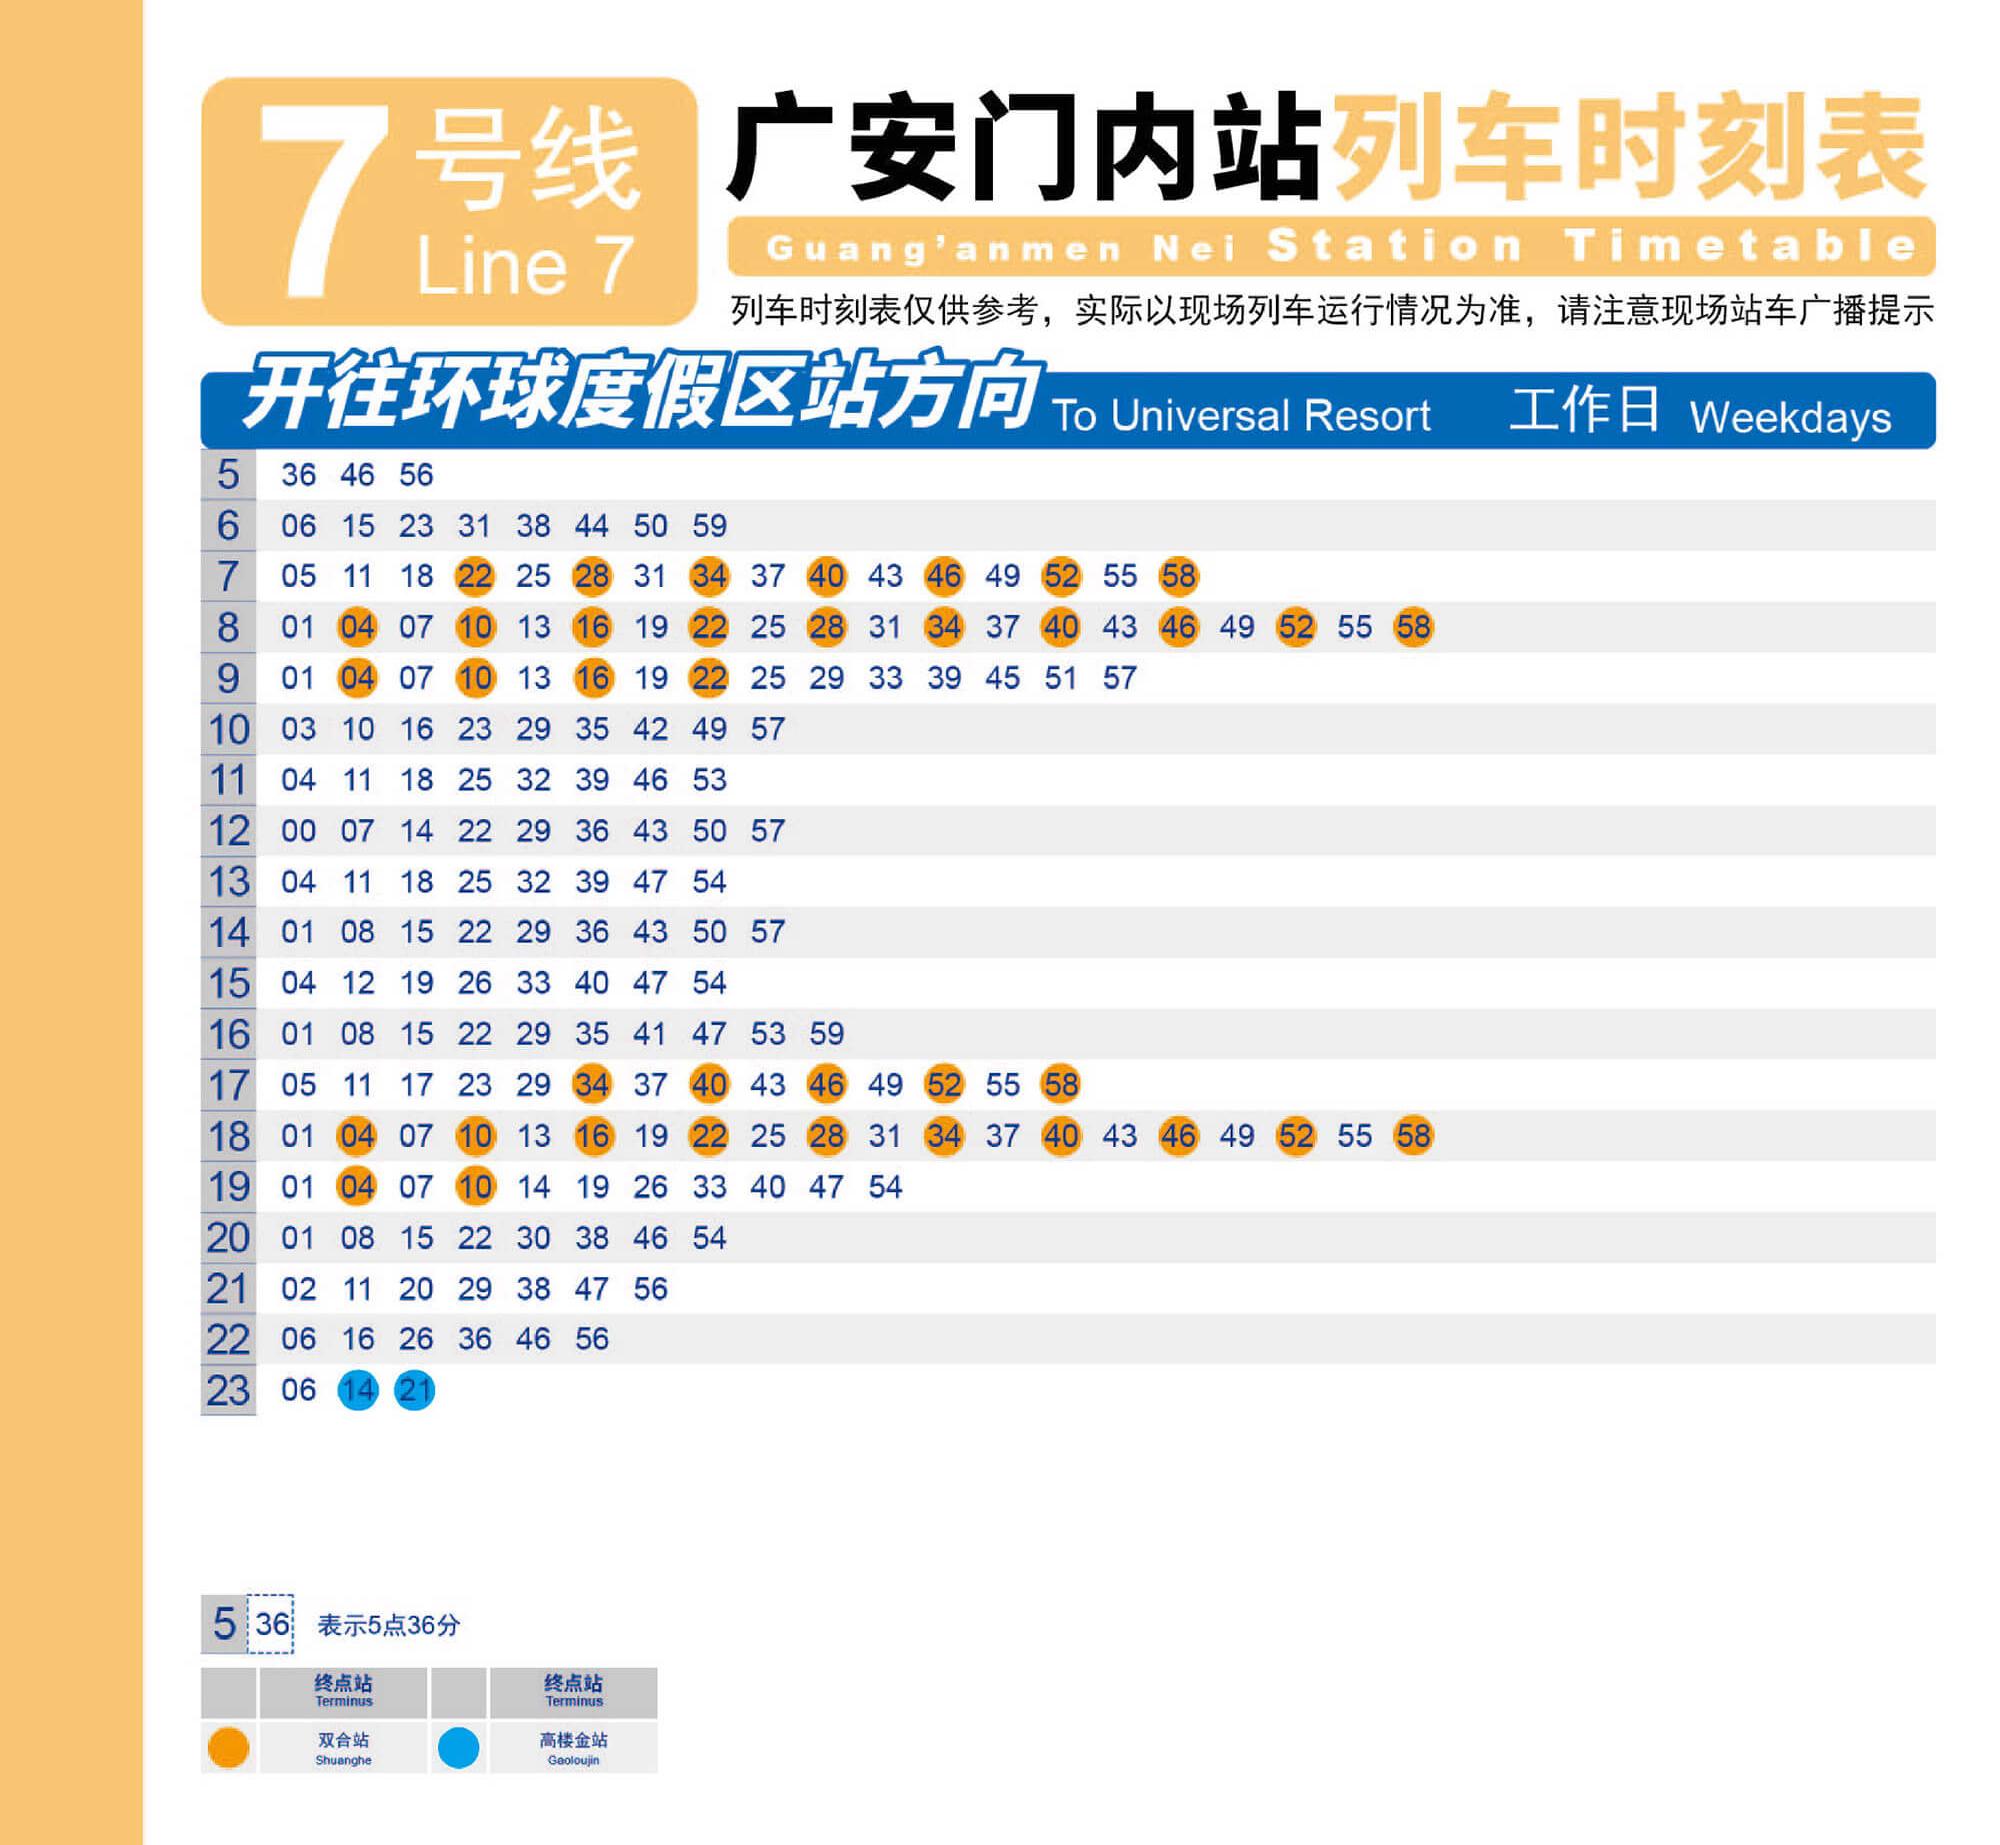 7号线
Line 7
广安门内站列车时刻表
Guang'anmen Nei Station Timetable
列车时刻表仅供参考，实际以现场列车运行情况为准，请注意现场站车广播提示
开往环球度假区站方向 To Universal Resort 工作日 Weekdays
5 36 46 56
6 06 15 23 31 38 44 50 59
7 05 11 18 22 25 28 31 34 37 40 43 46 49 52 55 58
8 01 04 07 10 13 16 19 22 25 28 31 34 37 40 43 46 49 52 55 58
9 01 04 07 10 13 16 19 22 25 29 33 39 45 51 57
10 03 10 16 23 29 35 42 49 57
11 04 11 18 25 32 39 46 53
12 00 07 14 22 29 36 43 50 57
13 04 11 18 25 32 39 47 54
14 01 08 15 22 29 36 43 50 57
15 04 12 19 26 33 40 47 54
16 01 08 15 22 29 35 41 47 53 59
17 05 11 17 23 29 34 37 40 43 46 49 52 55 58
18 01 04 07 10 13 16 19 22 25 28 31 34 37 40 43 46 49 52 55 58
19 01 04 07 10 14 19 26 33 40 47 54
20 01 08 15 22 30 38 46 54
21 02 11 20 29 38 47 56
22 06 16 26 36 46 56
23 06 14 21
5 36 表示5点36分
终点站 终点站
Terminus Terminus
双合站 高楼金站
Shuanghe Gaoloujin